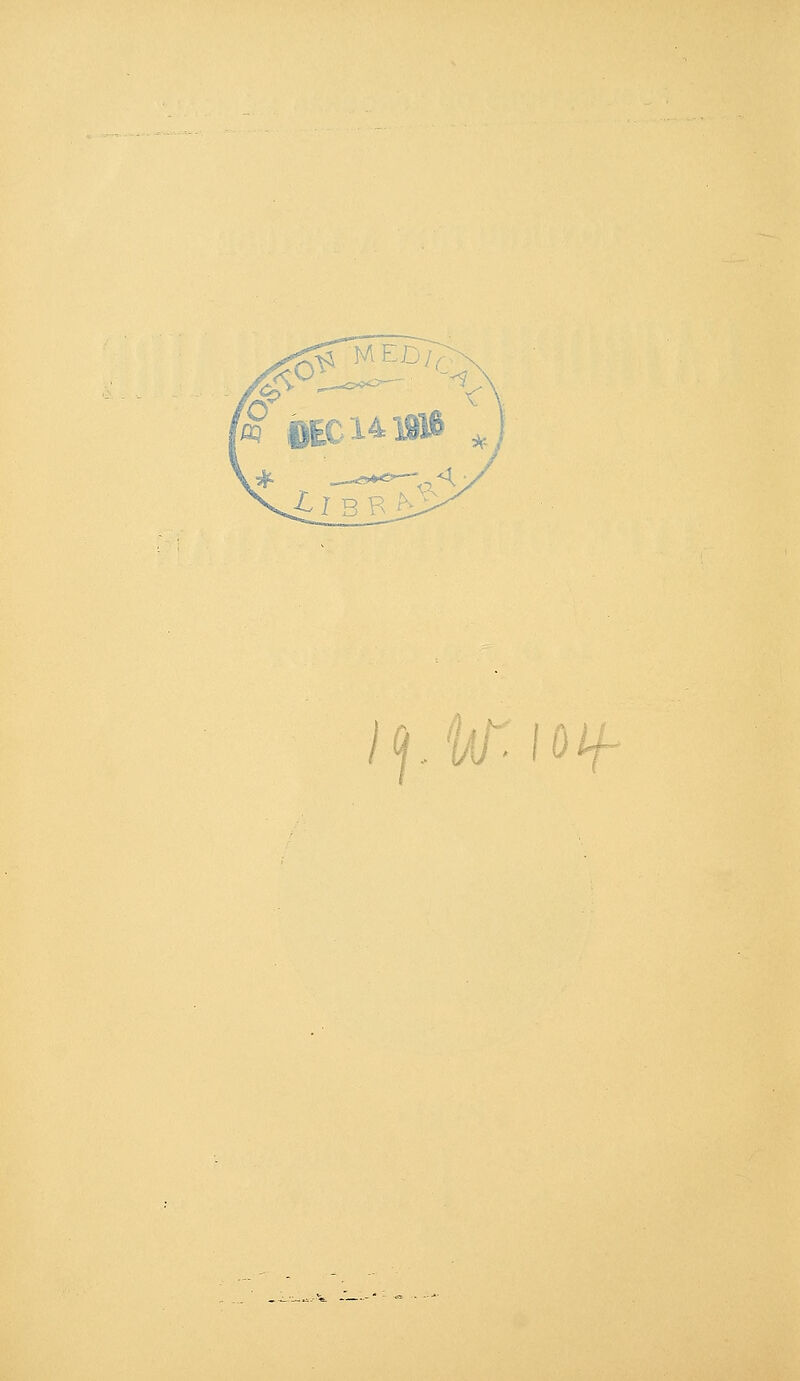 BOSTON MEDICAL
DEC 14 1916
* *
LIBRARY.
19. W. 104